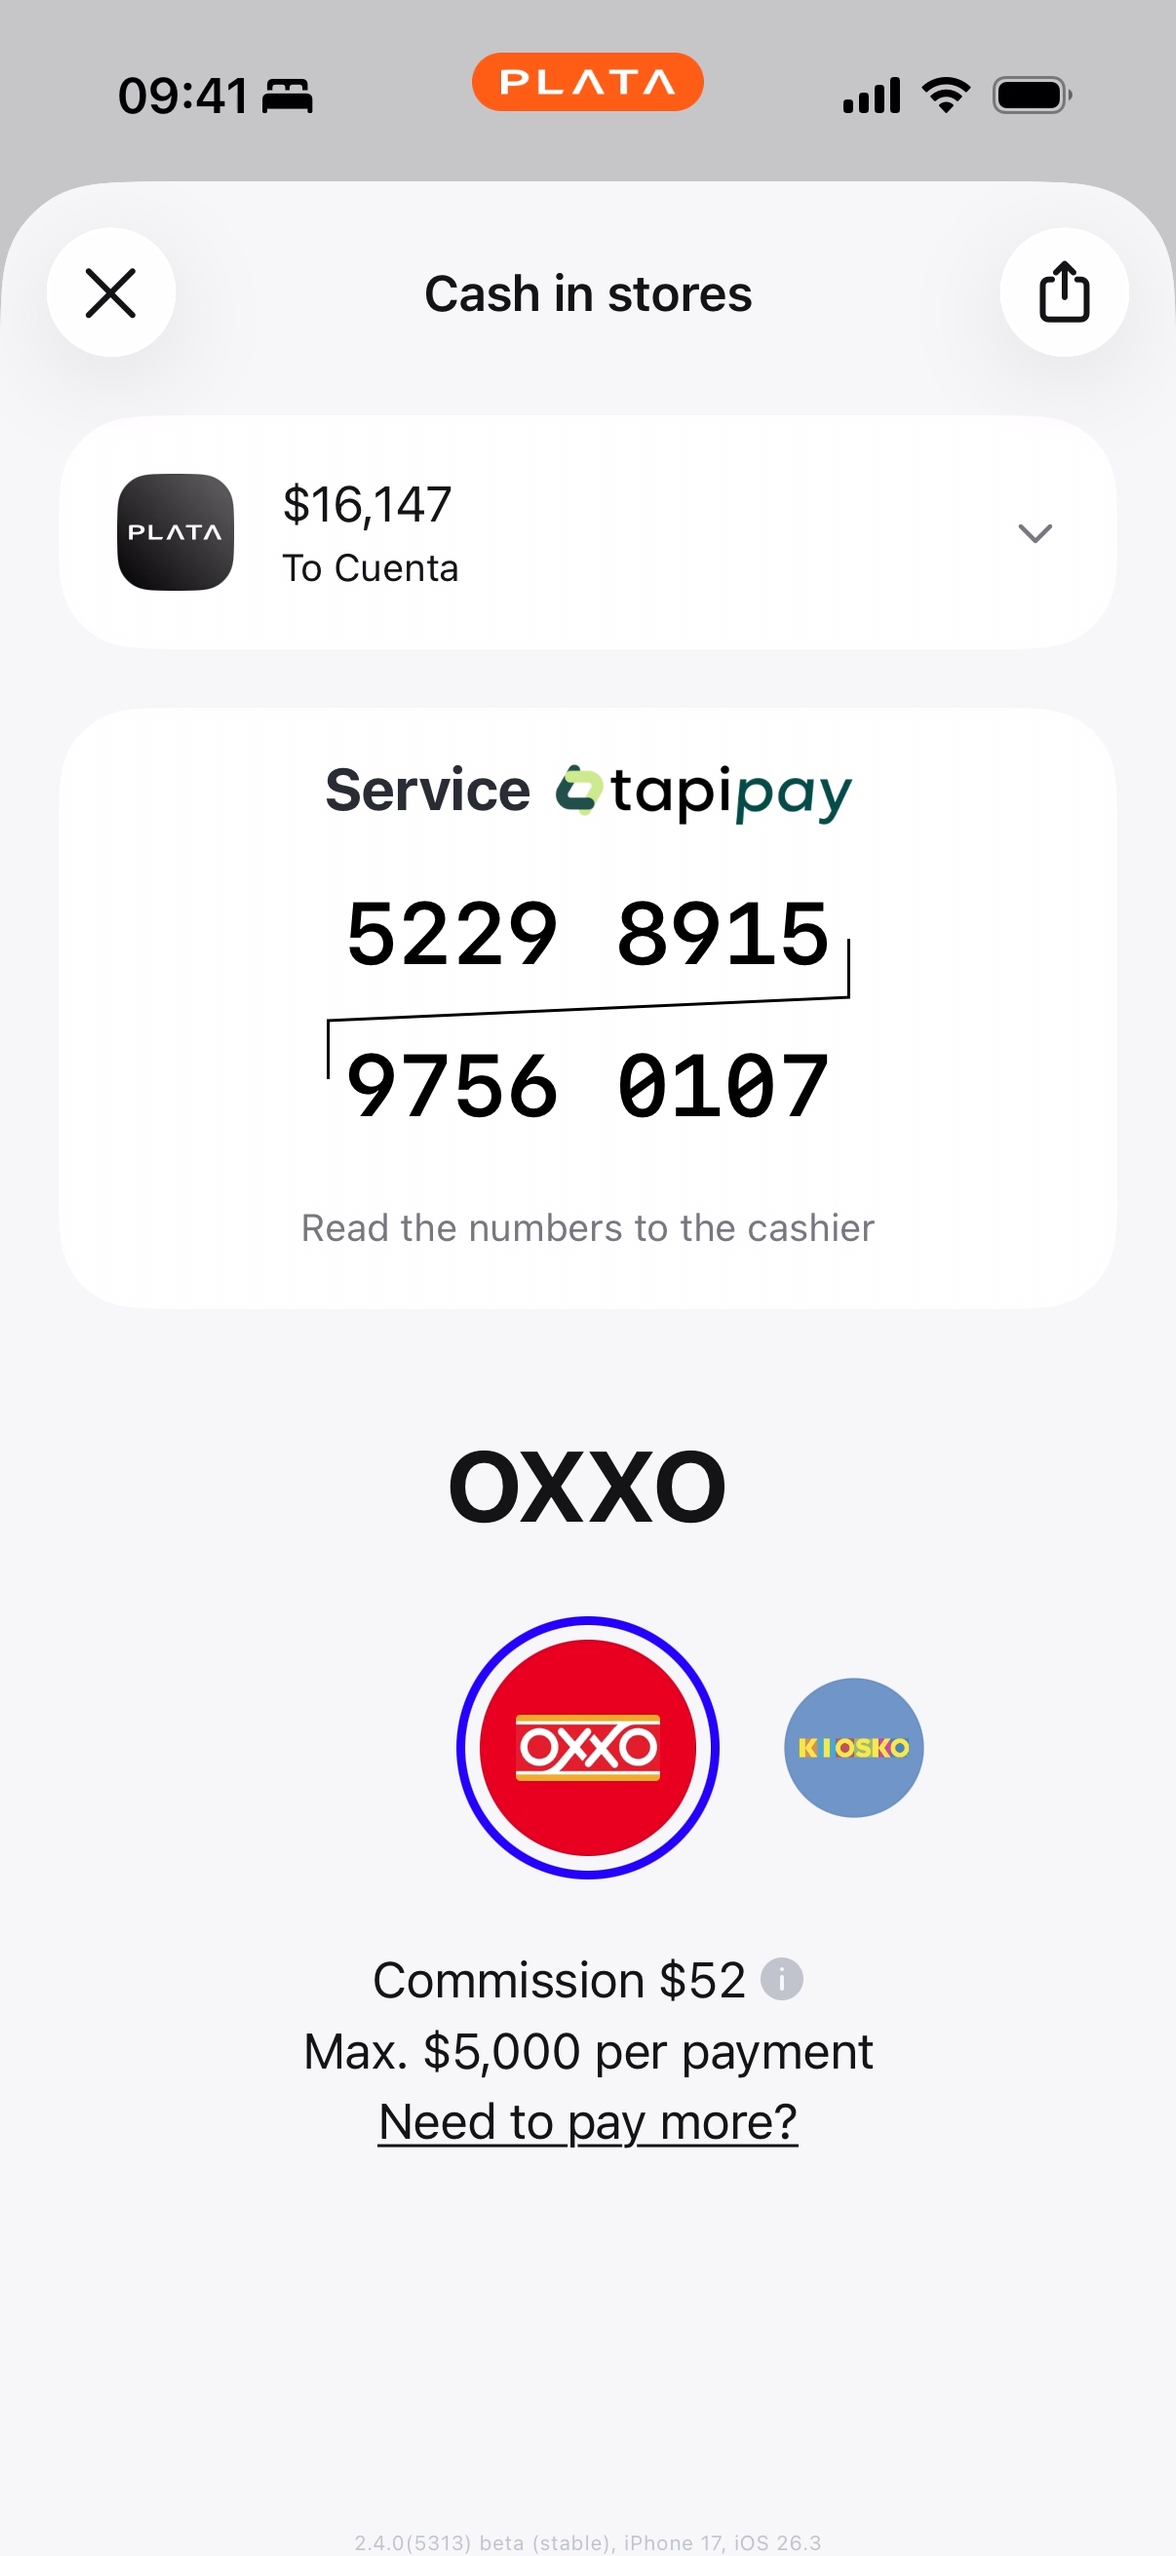 09:41
PLATA
Cash in stores
PLATA
$16,147
To Cuenta
Service tapipay
5229 8915
9756 0107
Read the numbers to the cashier
OXXO
OXXO
KIOSKO
Commission $52
Max. $5,000 per payment
Need to pay more?
2.4.0(5313) beta (stable), iPhone 17, iOS 26.3